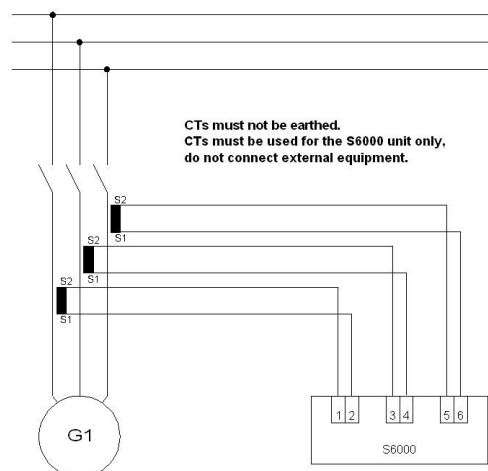 CTs must not be earthed.
CTs must be used for the S6000 unit only,
do not connect external equipment.
S2
S1
S2
S1
S2
S1
1 2 3 4 5 6
G1
S6000